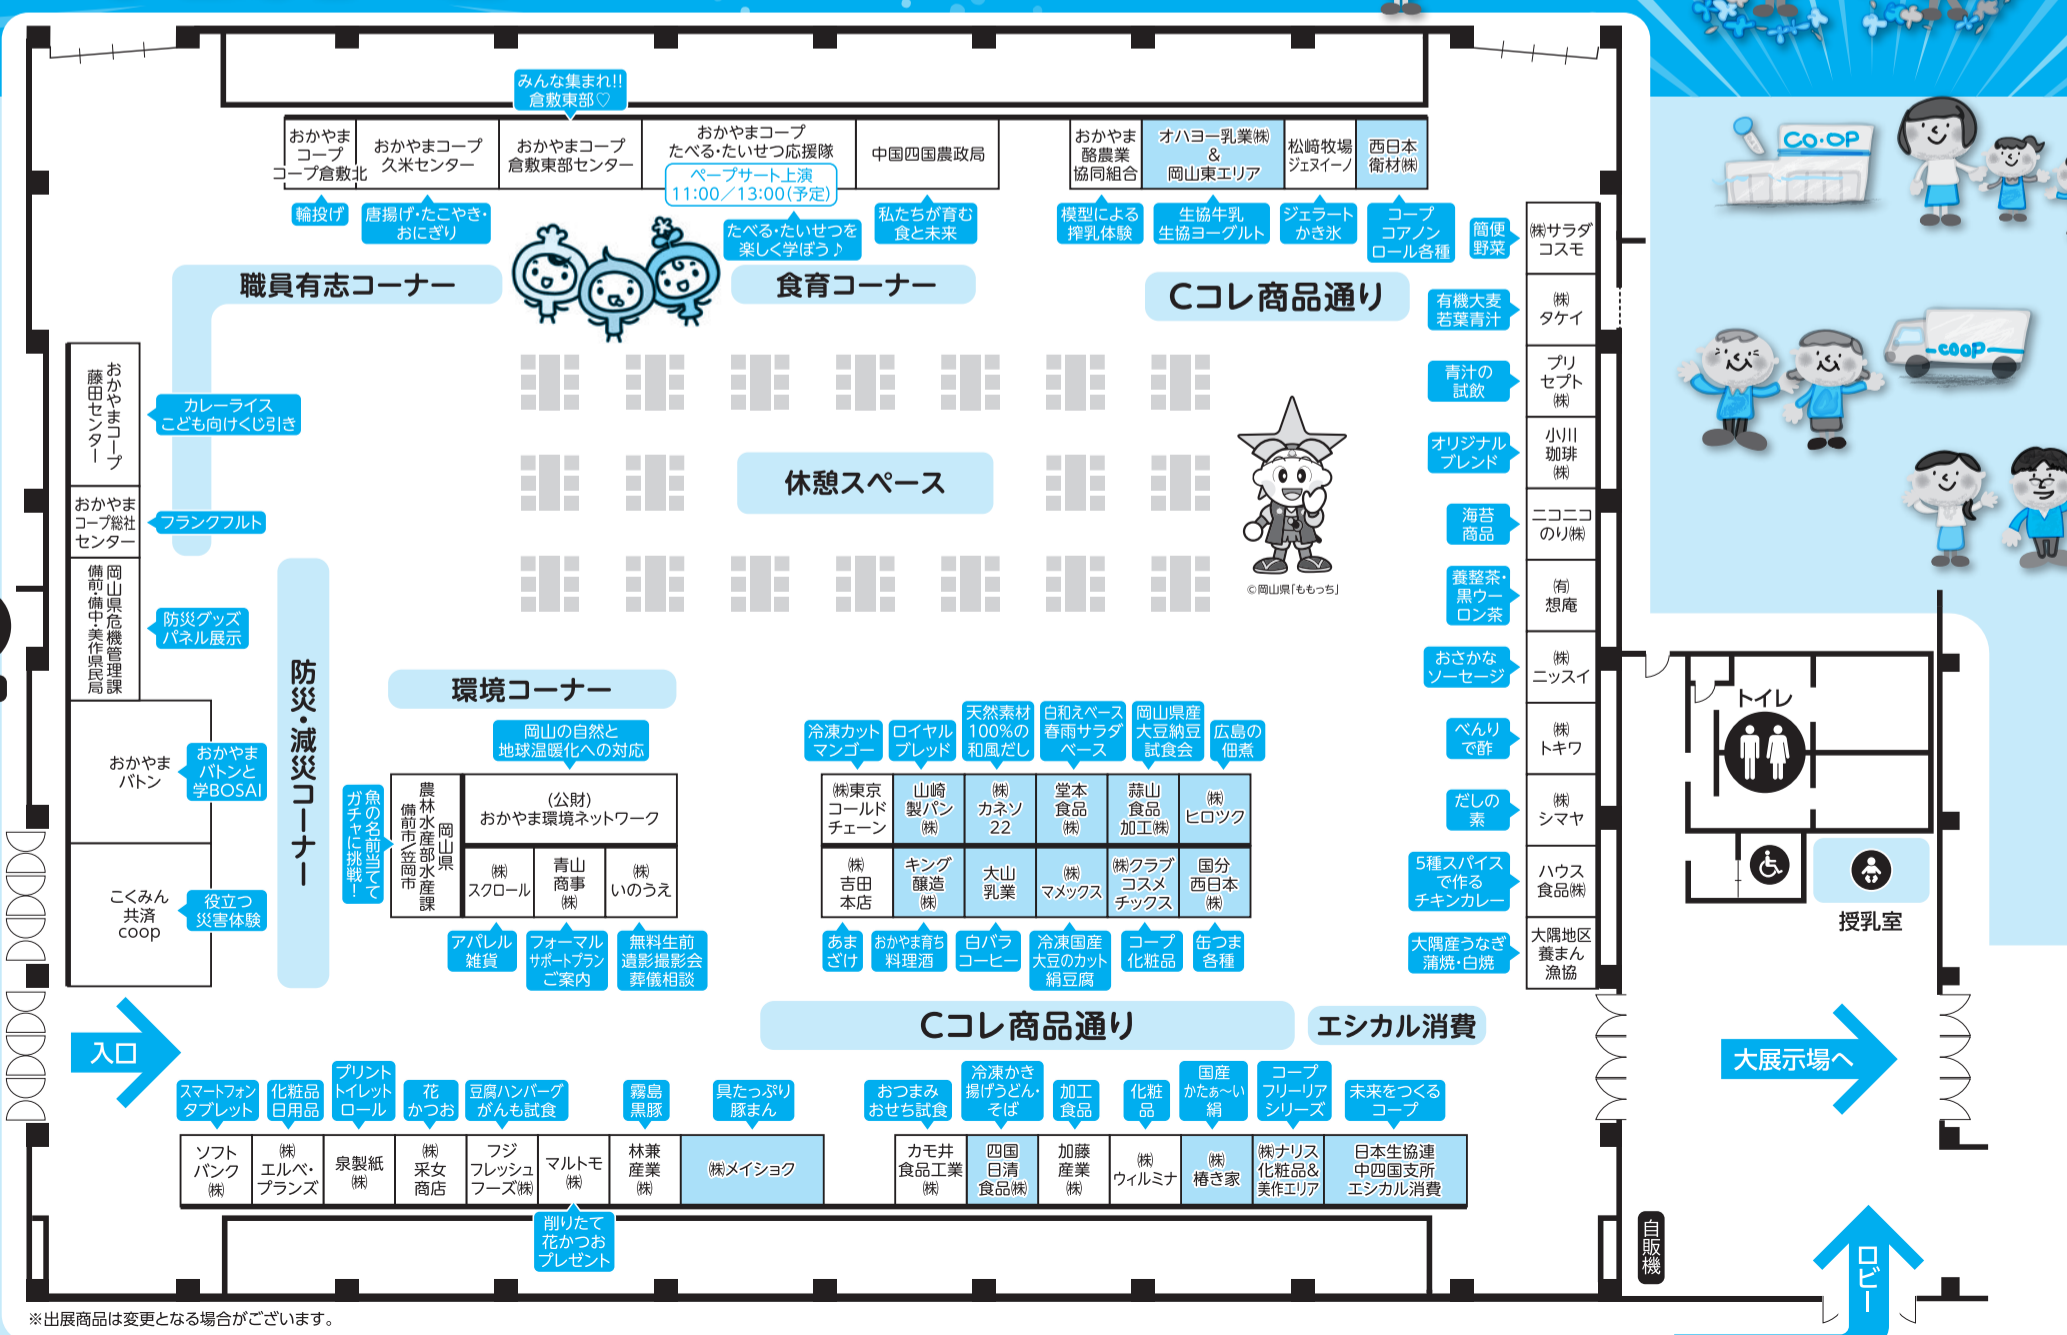 みんな集まれ!!
倉敷東部♡
おかやま
コープ
コープ倉敷北
輪投げ
おかやまコープ
久米センター
唐揚げ・たこやき・
おにぎり
おかやまコープ
倉敷東部センター
おかやまコープ
たべる・たいせつ応援隊
ペープサート上演
11:00／13:00(予定)
たべる・たいせつを
楽しく学ぼう♪
中国四国農政局
私たちが育む
食と未来
おかやま
酪農業
協同組合
模型による
搾乳体験
オハヨー乳業㈱
&
岡山東エリア
生協牛乳
生協ヨーグルト
松﨑牧場
ジェヌイーノ
ジェラート
かき氷
西日本
衛材㈱
コープ
コアノン
ロール各種
CO・OP
職員有志コーナー
食育コーナー
Cコレ商品通り
簡便
野菜
㈱サラダ
コスモ
有機大麦
若葉青汁
㈱
タケイ
青汁の
試飲
プリ
セプト
㈱
オリジナル
ブレンド
小川
珈琲
㈱
海苔
商品
ニコニコ
のり㈱
養整茶・
黒ウー
ロン茶
㈲
想庵
おさかな
ソーセージ
㈱
ニッスイ
べんり
で酢
㈱
トキワ
だしの
素
㈱
シマヤ
5種スパイス
で作る
チキンカレー
ハウス
食品㈱
大隅産うなぎ
蒲焼・白焼
大隅地区
養まん
漁協
coop
おかやまコープ
藤田センター
カレーライス
こども向けくじ引き
おかやま
コープ総社
センター
フランクフルト
岡山県危機管理課
備前・備中・美作県民局
防災グッズ
パネル展示
おかやま
バトン
おかやま
バトンと
学BOSAI
こくみん
共済
coop
役立つ
災害体験
防災・減災コーナー
休憩スペース
©岡山県「ももっち」
環境コーナー
岡山の自然と
地球温暖化への対応
魚の名前当てて
ガチャに挑戦！
岡山県
農林水産部水産課
備前市/笠岡市
(公財)
おかやま環境ネットワーク
㈱
スクロール
青山
商事
㈱
㈱
いのうえ
アパレル
雑貨
フォーマル
サポートプラン
ご案内
無料生前
遺影撮影会
葬儀相談
冷凍カット
マンゴー
ロイヤル
ブレッド
天然素材
100%の
和風だし
白和えベース
春雨サラダ
ベース
岡山県産
大豆納豆
試食会
広島の
佃煮
㈱東京
コールド
チェーン
山崎
製パン
㈱
㈱
カネソ
22
堂本
食品
㈱
蒜山
食品
加工㈱
㈱
ヒロツク
㈱
吉田
本店
キング
醸造
㈱
大山
乳業
㈱
マメックス
㈱クラブ
コスメ
チックス
国分
西日本
㈱
あま
ざけ
おかやま育ち
料理酒
白バラ
コーヒー
冷凍国産
大豆のカット
絹豆腐
コープ
化粧品
缶つま
各種
トイレ
授乳室
Cコレ商品通り
エシカル消費
入口
大展示場へ
スマートフォン
タブレット
化粧品
日用品
プリント
トイレット
ロール
花
かつお
豆腐ハンバーグ
がんも試食
霧島
黒豚
具たっぷり
豚まん
おつまみ
おせち試食
冷凍かき
揚げうどん・
そば
加工
食品
化粧
品
国産
かたぁ〜い
絹
コープ
フリーリア
シリーズ
未来をつくる
コープ
ソフト
バンク
㈱
㈱
エルベ・
プランズ
泉製紙
㈱
㈱
采女
商店
フジ
フレッシュ
フーズ㈱
マルトモ
㈱
林兼
産業
㈱
㈱メイショク
カモ井
食品工業
㈱
四国
日清
食品㈱
加藤
産業
㈱
㈱
ウィルミナ
㈱
椿き家
㈱ナリス
化粧品&
美作エリア
日本生協連
中四国支所
エシカル消費
削りたて
花かつお
プレゼント
自販機
ロビー
※出展商品は変更となる場合がございます。